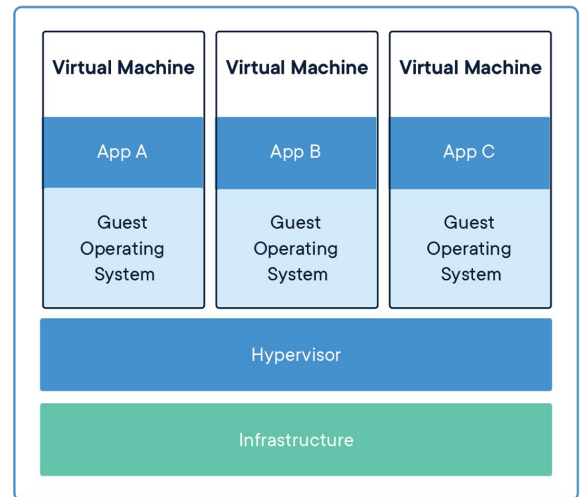 Virtual Machine
Virtual Machine
Virtual Machine
App A
App B
App C
Guest
Operating
System
Guest
Operating
System
Guest
Operating
System
Hypervisor
Infrastructure